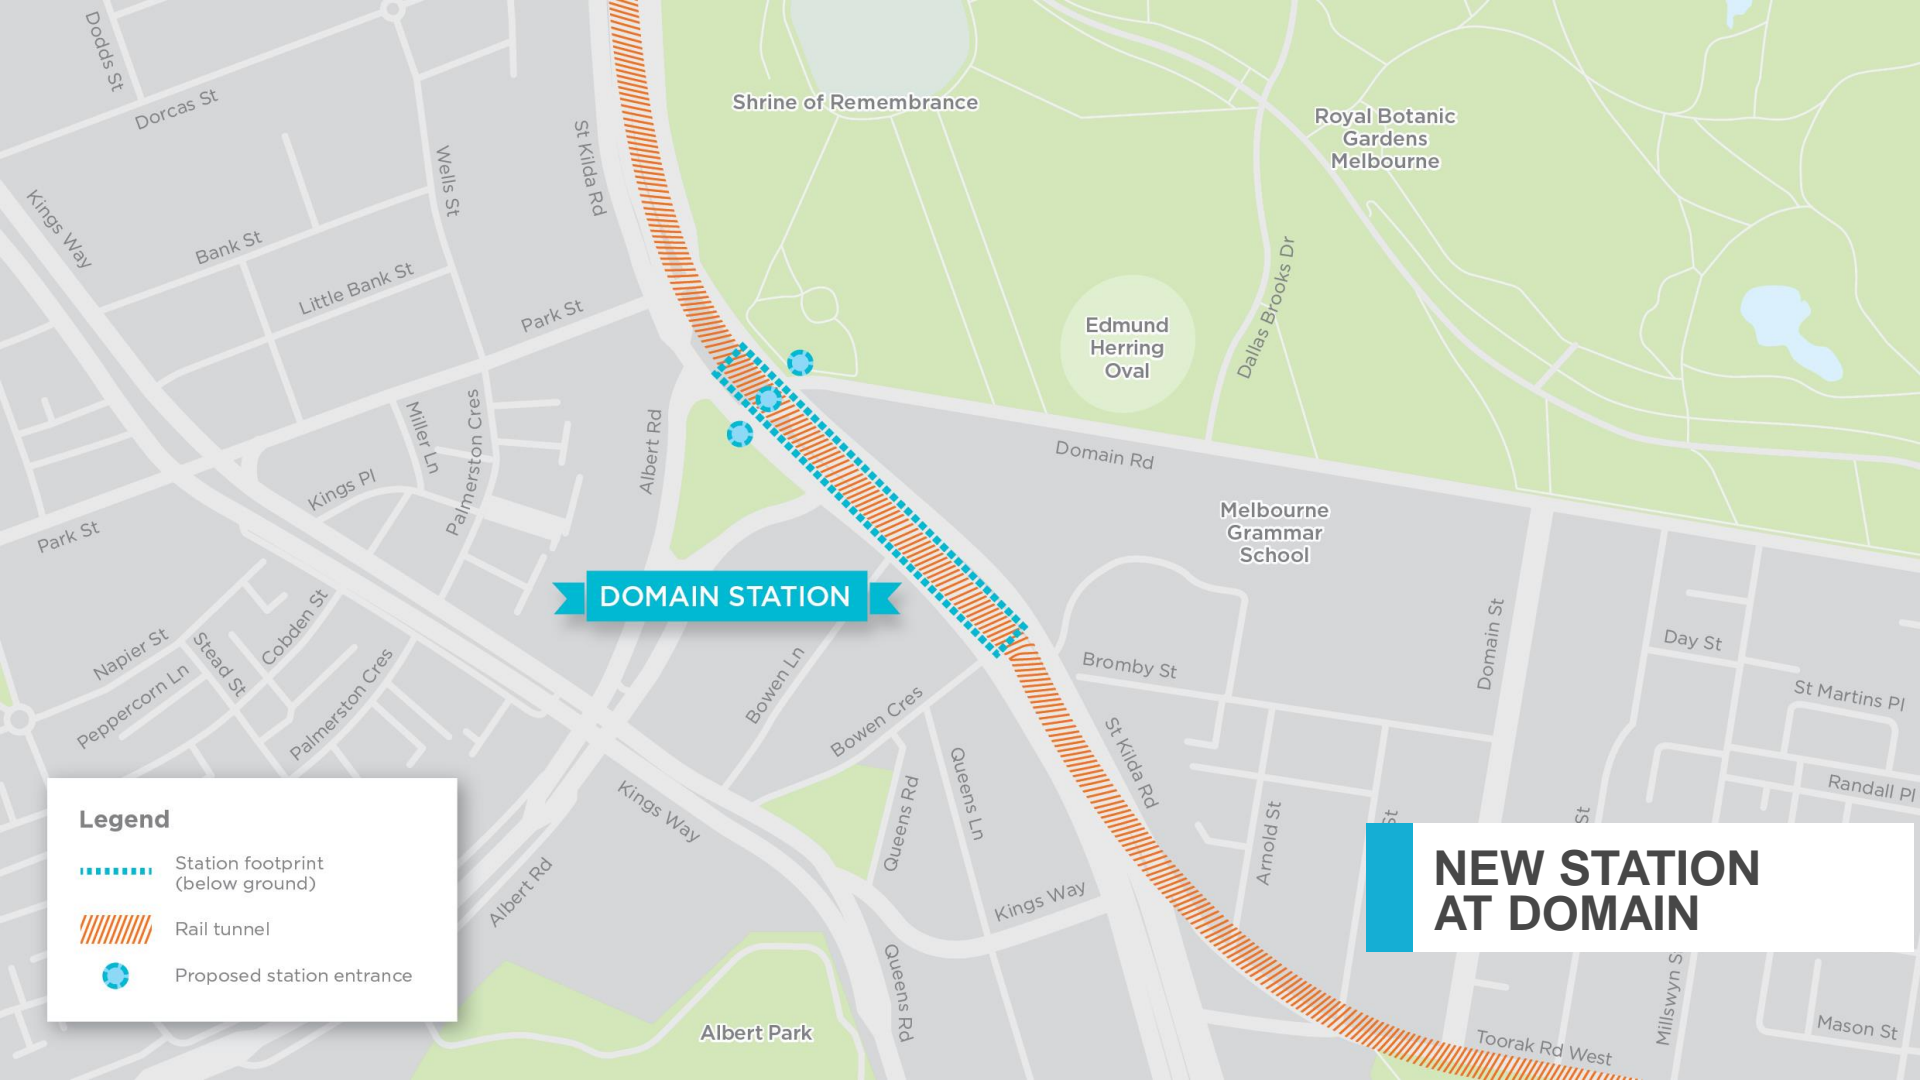 Dodds St
Dorcas St
Kings Way
Wells St
St Kilda Rd
Bank St
Little Bank St
Park St
Shrine of Remembrance
Royal Botanic
Gardens
Melbourne
Edmund
Herring
Oval
Dallas Brooks Dr
Miller Ln
Palmerston Cres
Albert Rd
Kings Pl
Park St
Domain Rd
Melbourne
Grammar
School
DOMAIN STATION
Napier St
Peppercorn Ln
Stead St
Cobden St
Palmerston Cres
Bowen Ln
Bowen Cres
Bromby St
Domain St
Day St
St Martins Pl
Randall Pl
St Kilda Rd
Queens Ln
Queens Rd
Kings Way
Albert Rd
Kings Way
Arnold St
St
St
Queens Rd
Albert Park
Millswyn S
Mason St
Toorak Rd West
Legend
Station footprint
(below ground)
Rail tunnel
Proposed station entrance
NEW STATION
AT DOMAIN